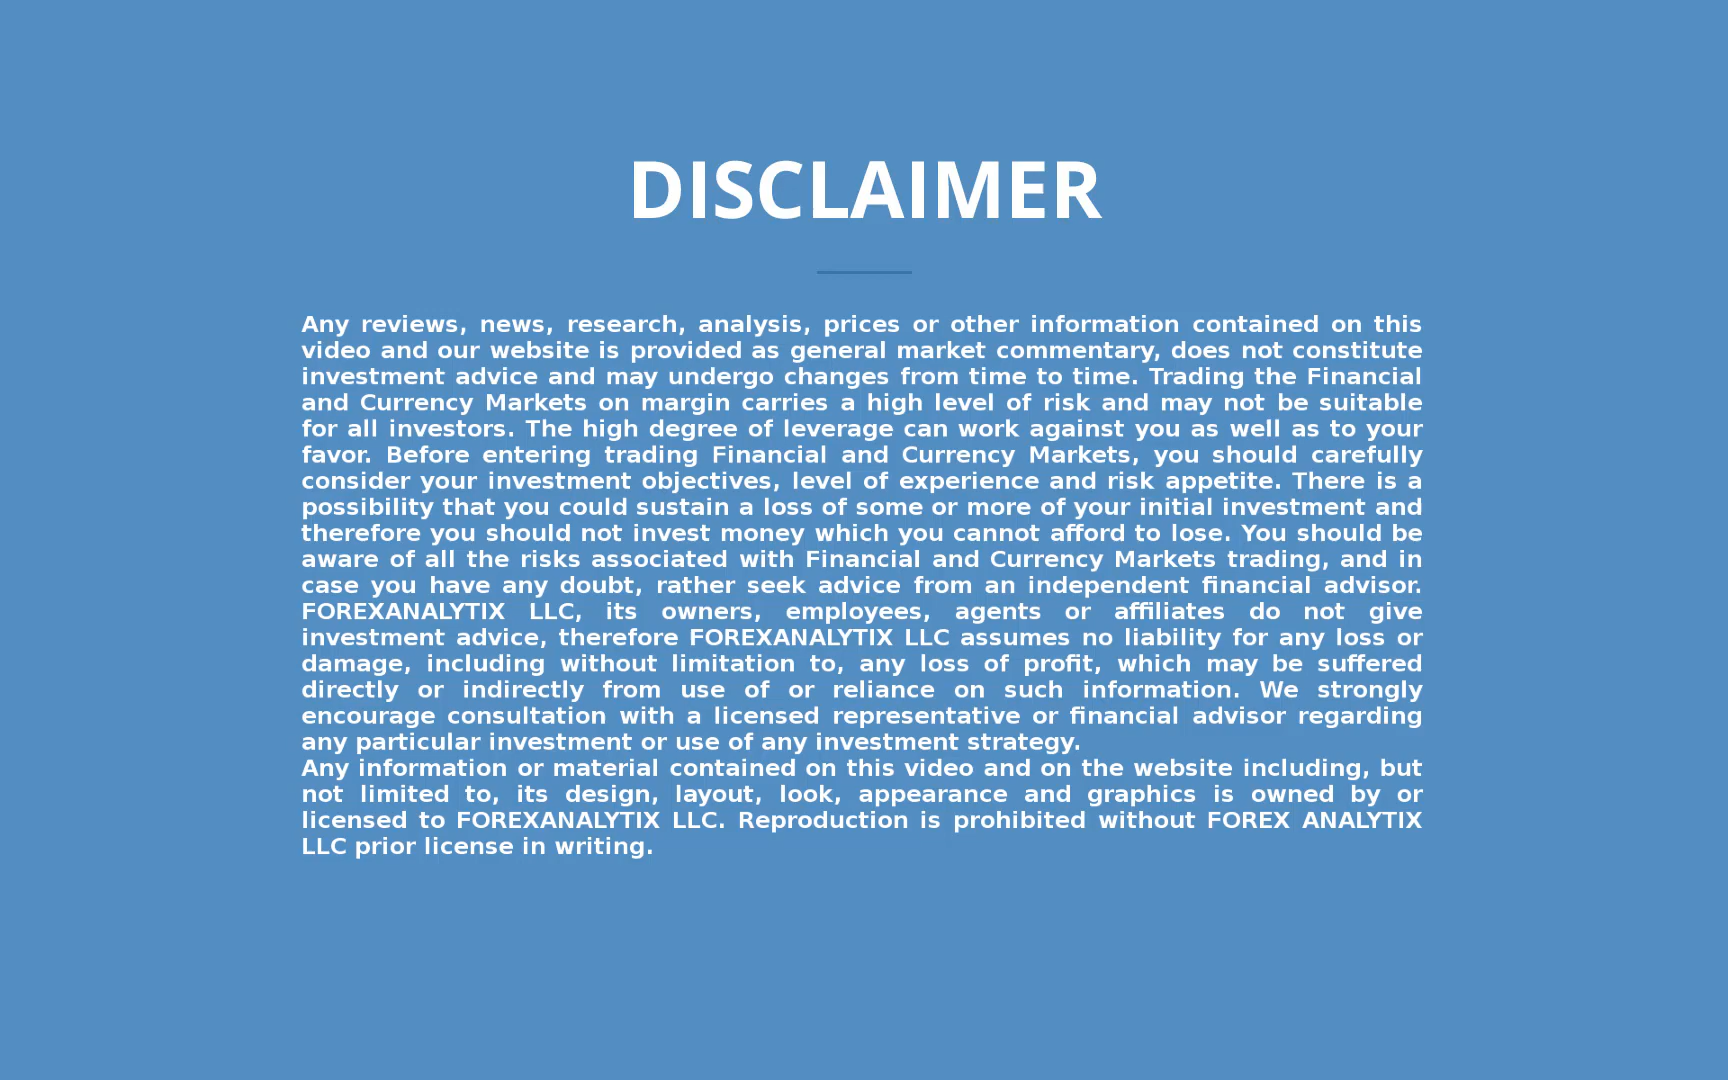 DISCLAIMER
Any reviews, news, research, analysis, prices or other information contained on this
video and our website is provided as general market commentary, does not constitute
investment advice and may undergo changes from time to time. Trading the Financial
and Currency Markets on margin carries a high level of risk and may not be suitable
for all investors. The high degree of leverage can work against you as well as to your
favor. Before entering trading Financial and Currency Markets, you should carefully
consider your investment objectives, level of experience and risk appetite. There is a
possibility that you could sustain a loss of some or more of your initial investment and
therefore you should not invest money which you cannot afford to lose. You should be
aware of all the risks associated with Financial and Currency Markets trading, and in
case you have any doubt, rather seek advice from an independent financial advisor.
FOREXANALYTIX LLC, its owners, employees, agents or affiliates do not give
investment advice, therefore FOREXANALYTIX LLC assumes no liability for any loss or
damage, including without limitation to, any loss of profit, which may be suffered
directly or indirectly from use of or reliance on such information. We strongly
encourage consultation with a licensed representative or financial advisor regarding
any particular investment or use of any investment strategy.
Any information or material contained on this video and on the website including, but
not limited to, its design, layout, look, appearance and graphics is owned by or
licensed to FOREXANALYTIX LLC. Reproduction is prohibited without FOREX ANALYTIX
LLC prior license in writing.